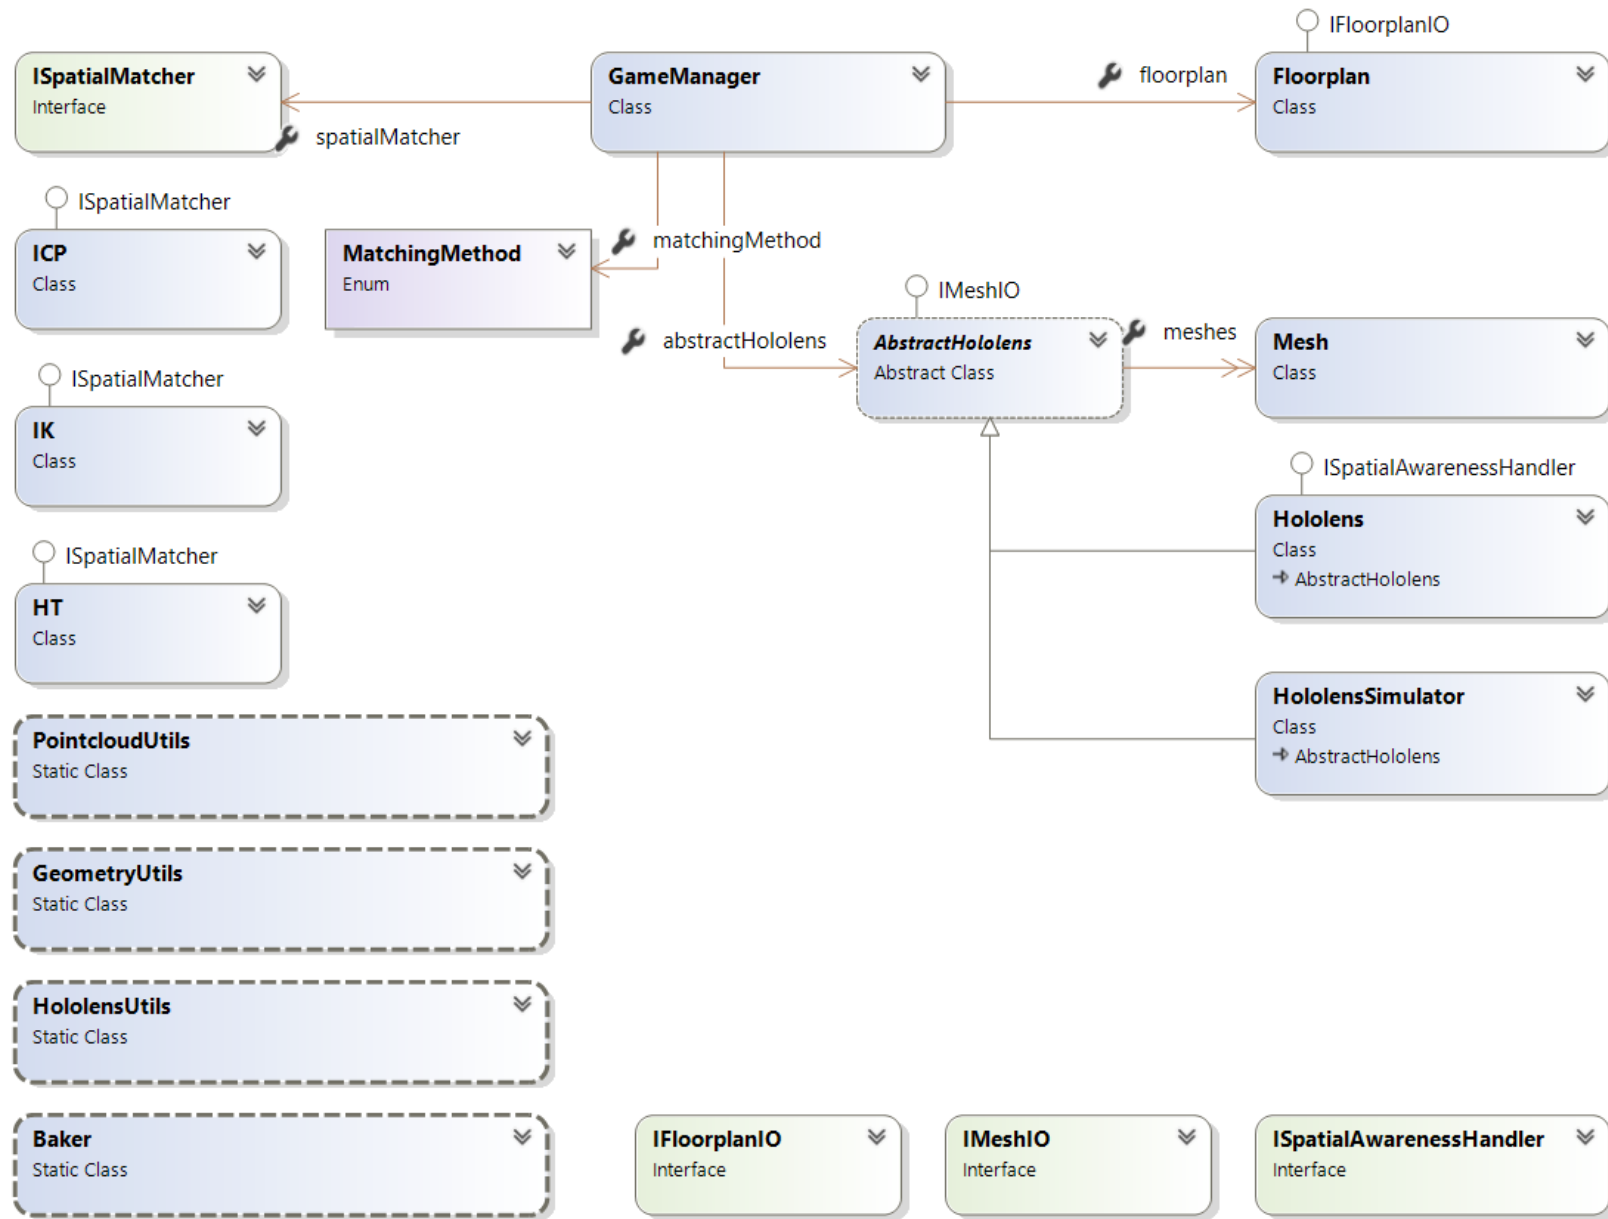 IFloorplanIO
ISpatialMatcher
Interface
GameManager
Class
floorplan
Floorplan
Class
spatialMatcher
ISpatialMatcher
ICP
Class
MatchingMethod
Enum
matchingMethod
IMeshIO
abstractHololens
AbstractHololens
Abstract Class
meshes
Mesh
Class
ISpatialMatcher
IK
Class
ISpatialAwarenessHandler
Hololens
Class
AbstractHololens
ISpatialMatcher
HT
Class
HololensSimulator
Class
AbstractHololens
PointcloudUtils
Static Class
GeometryUtils
Static Class
HololensUtils
Static Class
Baker
Static Class
IFloorplanIO
Interface
IMeshIO
Interface
ISpatialAwarenessHandler
Interface